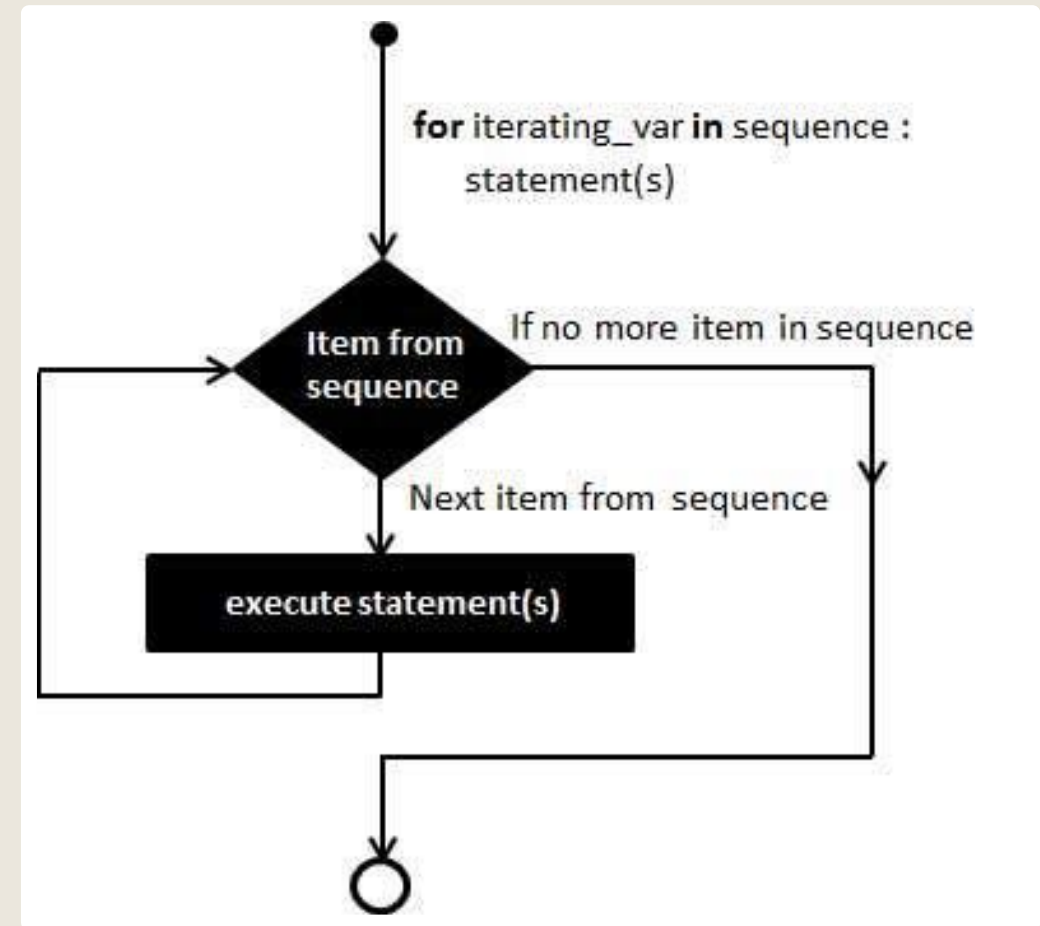 for iterating_var in sequence :
statement(s)
If no more item in sequence
Item from
sequence
Next item from sequence
execute statement(s)